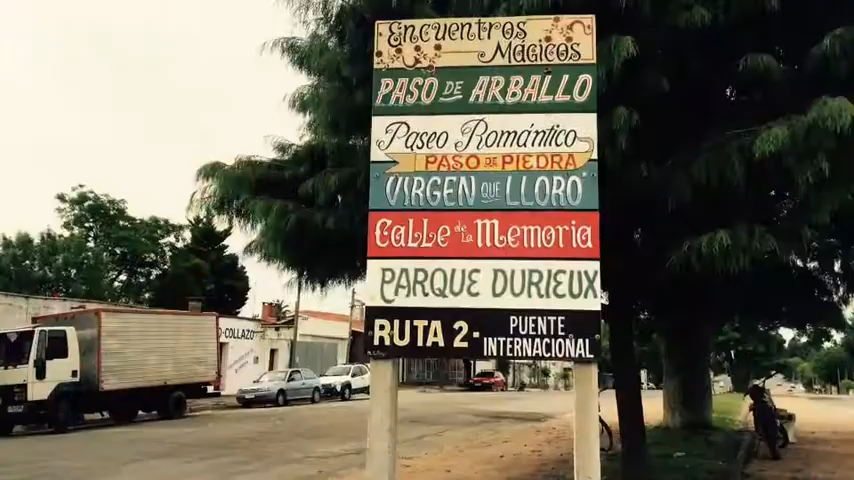 Encuentros
Mágicos
PASO DE ARBALLO
Paseo Romántico
PASO DE PIEDRA
VIRGEN QUE LLORÓ
Calle de la Memoria
PARQUE DURIEUX
RUTA 2 - PUENTE
INTERNACIONAL
COLLAZO